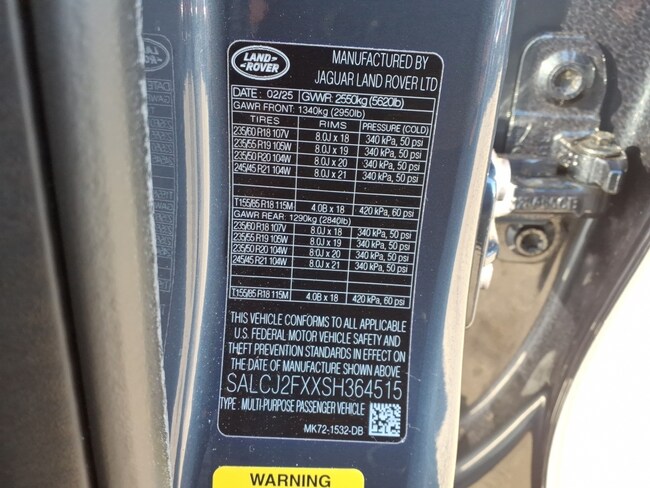 LAND
ROVER
MANUFACTURED BY
JAGUAR LAND ROVER LTD
DATE : 02/25 GVWR: 2550kg (5620lb)
GAWR FRONT: 1340kg (2950lb)
TIRES RIMS PRESSURE (COLD)
235/60 R18 107V 8.0J x 18 340 kPa, 50 psi
235/55 R19 105W 8.0J x 19 340 kPa, 50 psi
235/50 R20 104W 8.0J x 20 340 kPa, 50 psi
245/45 R21 104W 8.0J x 21 340 kPa, 50 psi
T155/85 R18 115M 4.0B x 18 420 kPa, 60 psi
GAWR REAR: 1290kg (2840lb)
235/60 R18 107V 8.0J x 18 340 kPa, 50 psi
235/55 R19 105W 8.0J x 19 340 kPa, 50 psi
235/50 R20 104W 8.0J x 20 340 kPa, 50 psi
245/45 R21 104W 8.0J x 21 340 kPa, 50 psi
T155/85 R18 115M 4.0B x 18 420 kPa, 60 psi
THIS VEHICLE CONFORMS TO ALL APPLICABLE
U.S. FEDERAL MOTOR VEHICLE SAFETY AND
THEFT PREVENTION STANDARDS IN EFFECT ON
THE DATE OF MANUFACTURE SHOWN ABOVE
SALCJ2FXXSH364515
TYPE : MULTI-PURPOSE PASSENGER VEHICLE
MK72-1532-DB
WARNING